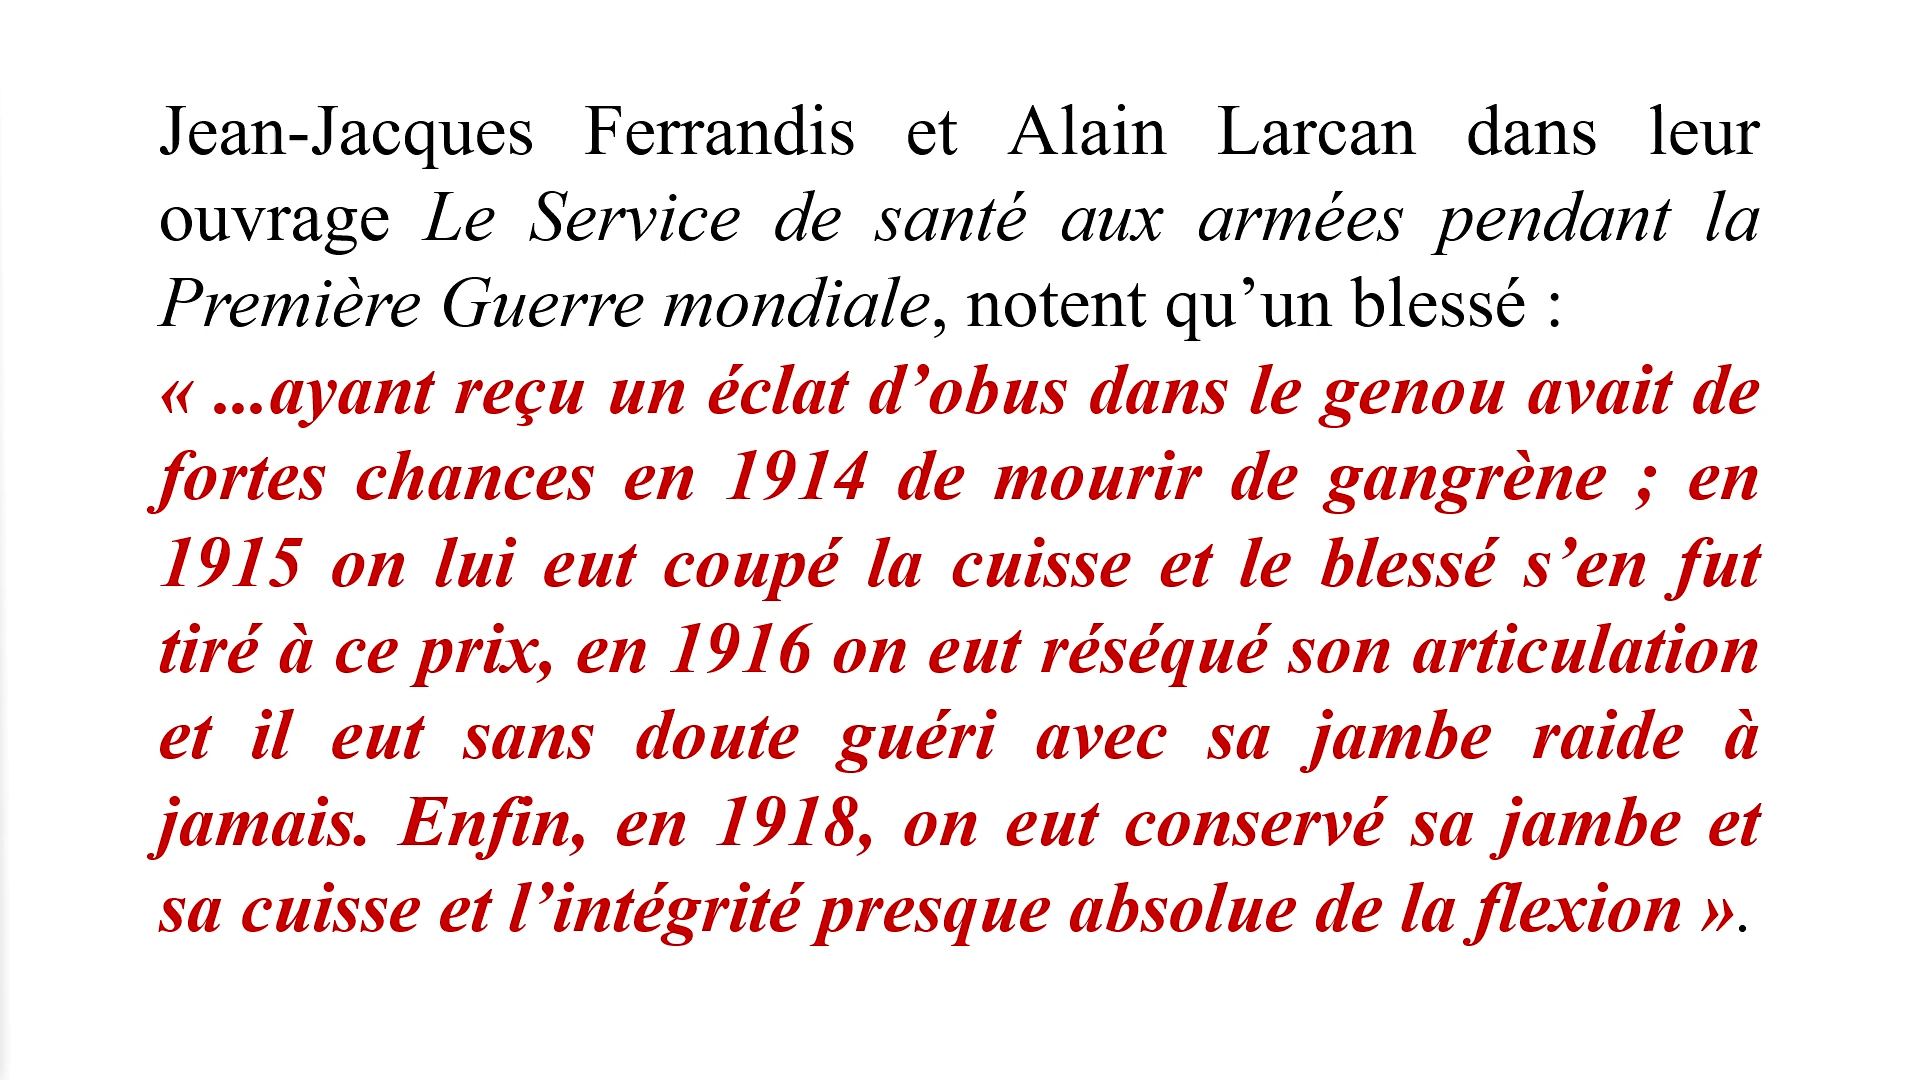 Jean-Jacques Ferrandis et Alain Larcan dans leur
ouvrage Le Service de santé aux armées pendant la
Première Guerre mondiale, notent qu’un blessé :
« ...ayant reçu un éclat d’obus dans le genou avait de
fortes chances en 1914 de mourir de gangrène ; en
1915 on lui eut coupé la cuisse et le blessé s’en fut
tiré à ce prix, en 1916 on eut réséqué son articulation
et il eut sans doute guéri avec sa jambe raide à
jamais. Enfin, en 1918, on eut conservé sa jambe et
sa cuisse et l’intégrité presque absolue de la flexion ».